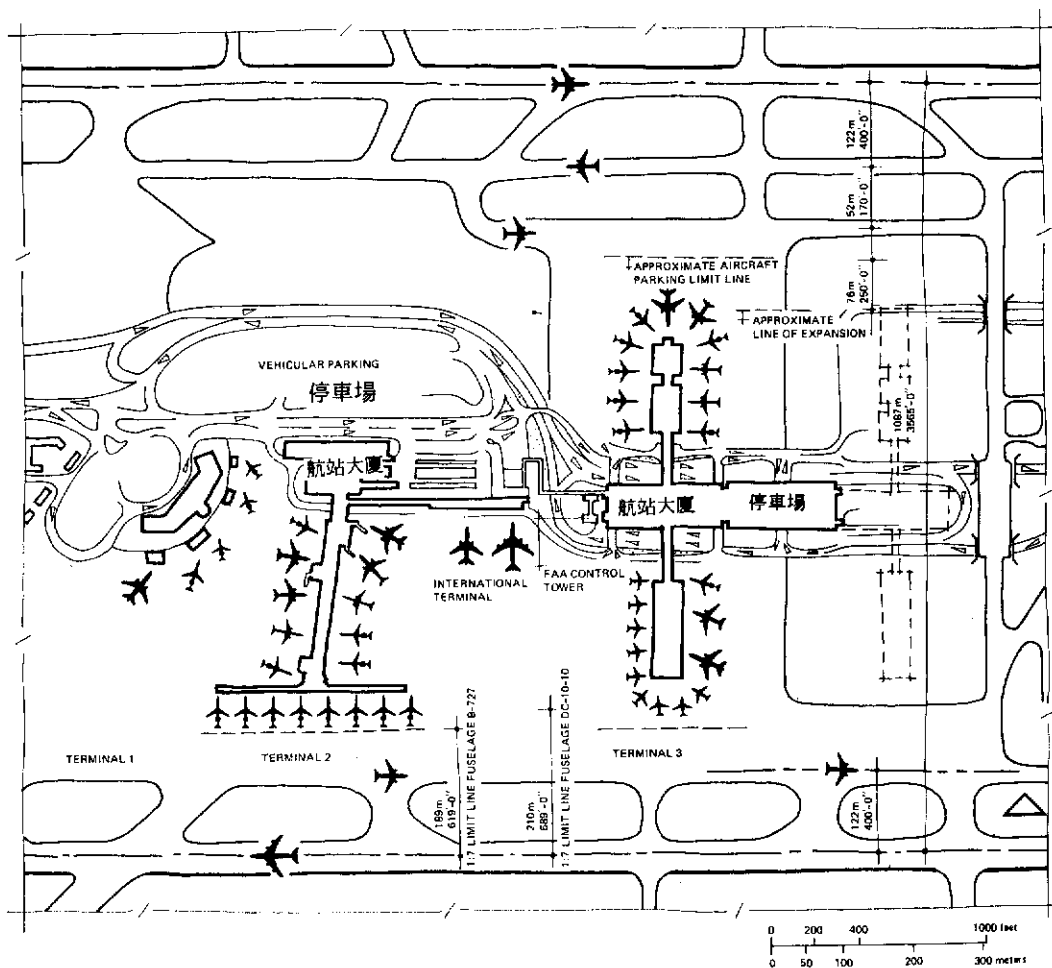 122m
400'-0"
52m
170'-0"
76m
250'-0"
APPROXIMATE AIRCRAFT
PARKING LIMIT LINE
APPROXIMATE
LINE OF EXPANSION
VEHICULAR PARKING
停車場
1087m
3565'-0"
航站大廈
航站大廈
停車場
INTERNATIONAL
TERMINAL
FAA CONTROL
TOWER
TERMINAL 1
TERMINAL 2
TERMINAL 3
189m
619'-0"
1:7 LIMIT LINE FUSELAGE B-727
210m
689'-0"
1:7 LIMIT LINE FUSELAGE DC-10-10
122m
400'-0"
0 200 400 1000 feet
0 50 100 200 300 metres